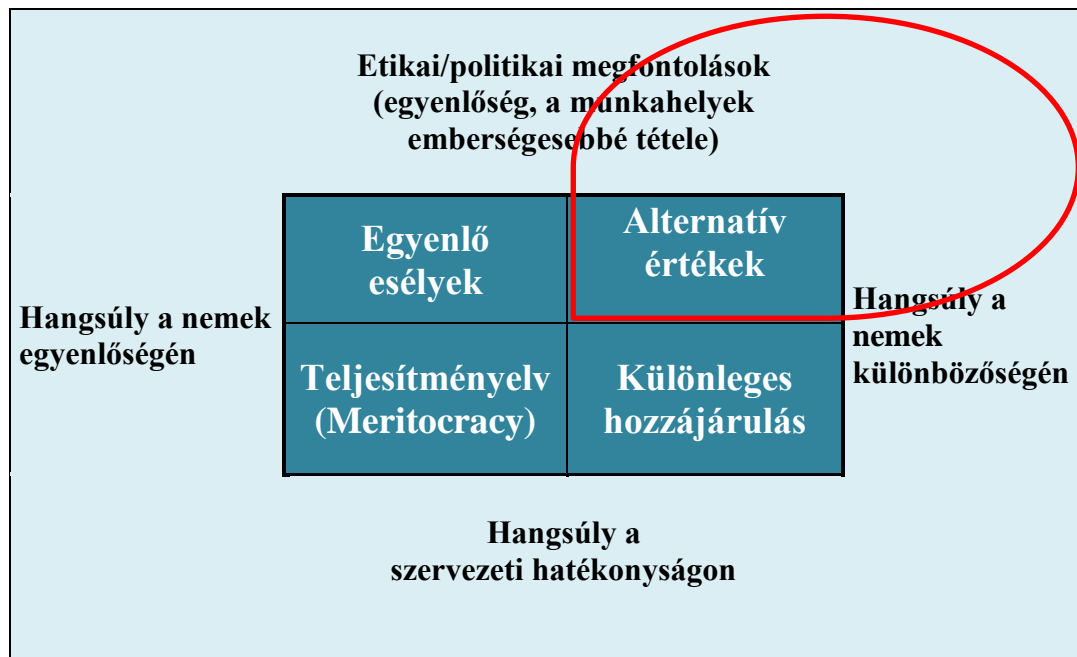 Etikai/politikai megfontolások
(egyenlőség, a munkahelyek
emberségesebbé tétele)
Egyenlő
esélyek
Alternatív
értékek
Hangsúly a nemek
egyenlőségén
Hangsúly a
nemek
különbözőségén
Teljesítményelv
(Meritocracy)
Különleges
hozzájárulás
Hangsúly a
szervezeti hatékonyságon